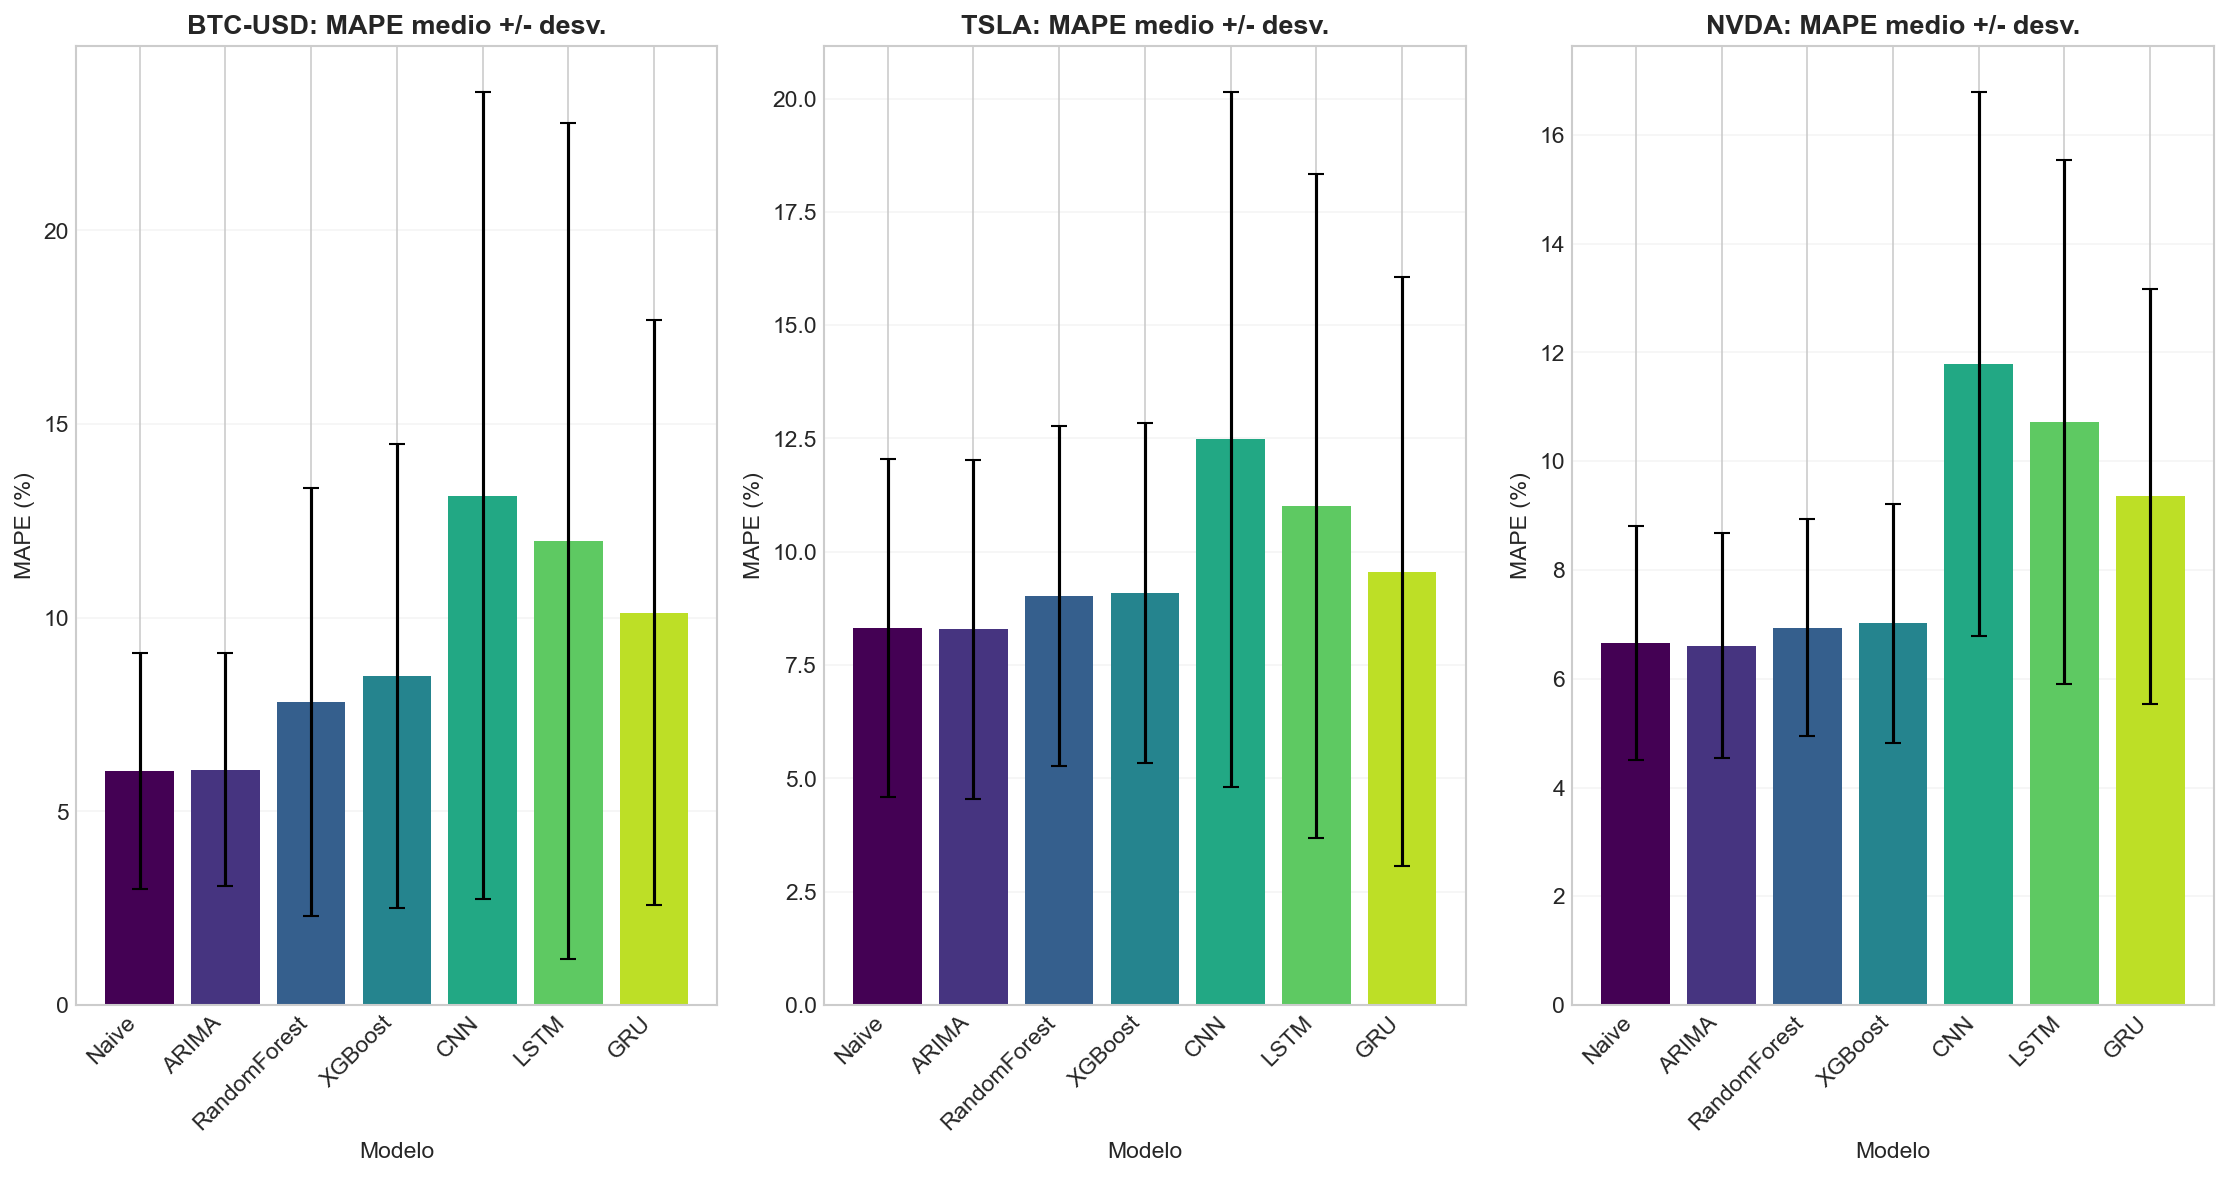 BTC-USD: MAPE medio +/- desv.
MAPE (%)
20
15
10
5
0
Naive
ARIMA
RandomForest
XGBoost
CNN
LSTM
GRU
Modelo
TSLA: MAPE medio +/- desv.
MAPE (%)
20.0
17.5
15.0
12.5
10.0
7.5
5.0
2.5
0.0
Naive
ARIMA
RandomForest
XGBoost
CNN
LSTM
GRU
Modelo
NVDA: MAPE medio +/- desv.
MAPE (%)
16
14
12
10
8
6
4
2
0
Naive
ARIMA
RandomForest
XGBoost
CNN
LSTM
GRU
Modelo